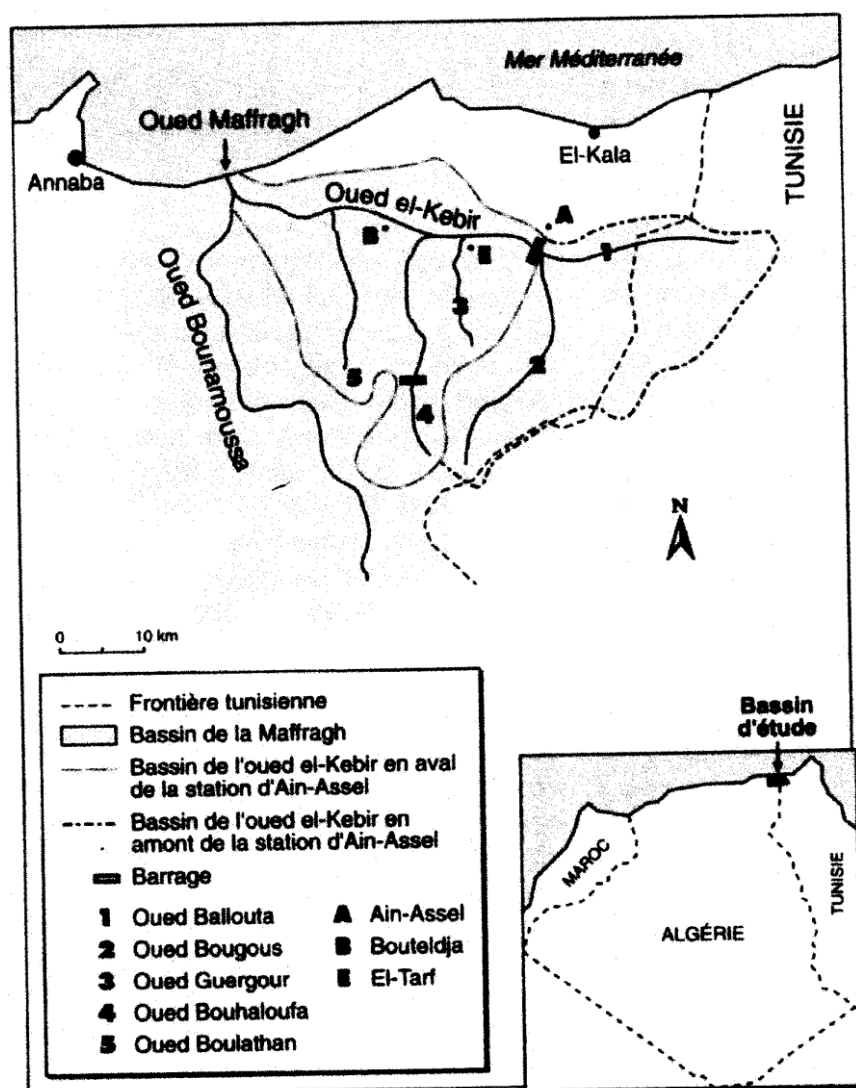 Mer Méditerranée
Oued Maffragh
Annaba
El-Kala
TUNISIE
Oued el-Kebir
A
B
E
1
3
2
5
4
Oued Bounamoussa
N
0 10 km
Frontière tunisienne
Bassin de la Maffragh
Bassin de l'oued el-Kebir en aval
de la station d'Ain-Assel
Bassin de l'oued el-Kebir en
amont de la station d'Ain-Assel
Barrage
1 Oued Ballouta
2 Oued Bougous
3 Oued Guergour
4 Oued Bouhaloufa
5 Oued Boulathan
A Ain-Assel
B Bouteldja
E El-Tarf
Bassin
d'étude
MAROC
ALGÉRIE
TUNISIE